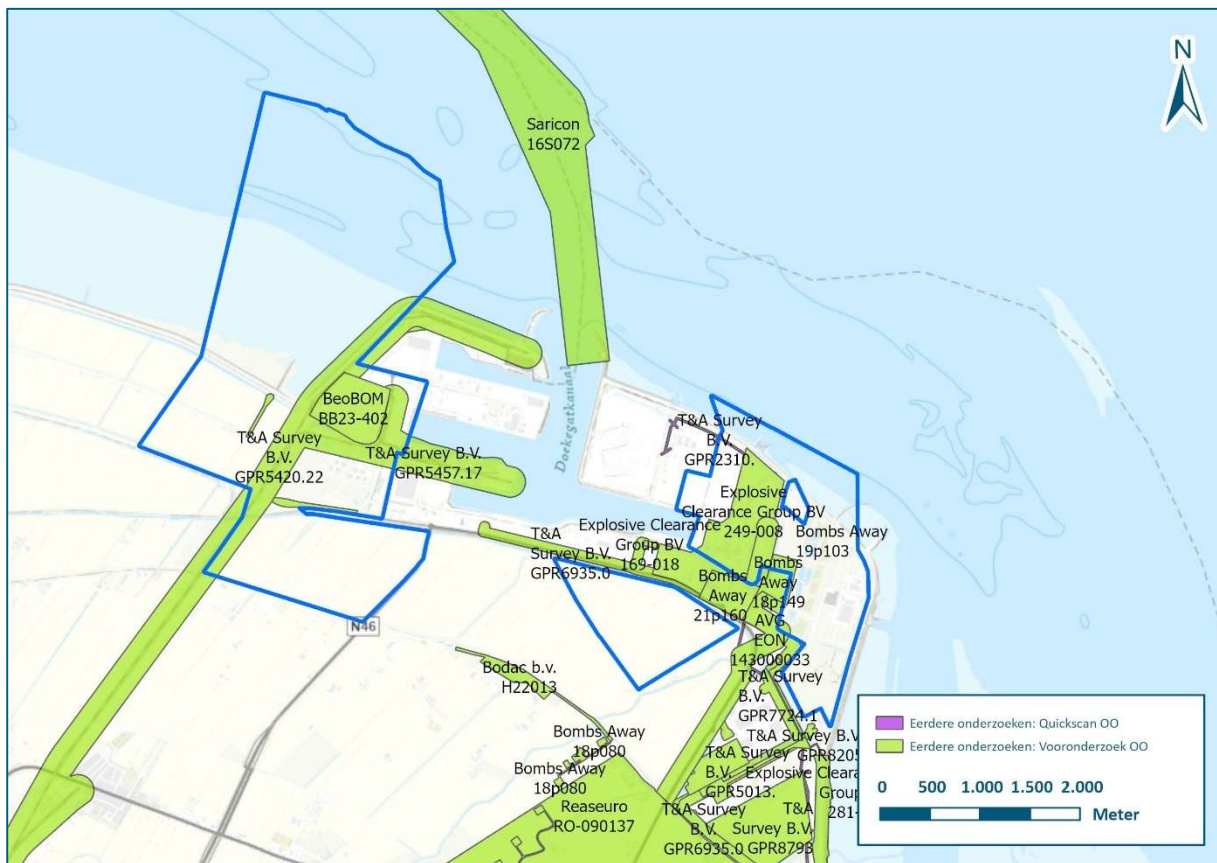 N
Saricon
16S072
Doekegatkanaal
BeoBOM
BB23-402
T&A Survey
B.V.
GPR5420.22
T&A Survey B.V.
GPR5457.17
T&A Survey
B.V.
GPR2310.
Explosive
Clearance Group BV
249-008
Bombs Away
19p103
T&A
Survey B.V.
GPR6935.0
Explosive Clearance
Group BV
169-018
Bombs
Away
21p160
Bombs
Away
18p149
AVG
EON
143000033
N46
Bodac b.v.
H22013
T&A Survey
B.V.
GPR7724.1
Bombs Away
18p080
Bombs Away
18p080
T&A Survey B.V.
GPR8205
T&A Survey
B.V.
GPR5013.
Explosive Cleara
Group
281-
Reaseuro
RO-090137
T&A Survey
B.V.
GPR6935.0
T&A
Survey B.V.
GPR8793
Eerdere onderzoeken: Quickscan OO
Eerdere onderzoeken: Vooronderzoek OO
0 500 1.000 1.500 2.000
Meter